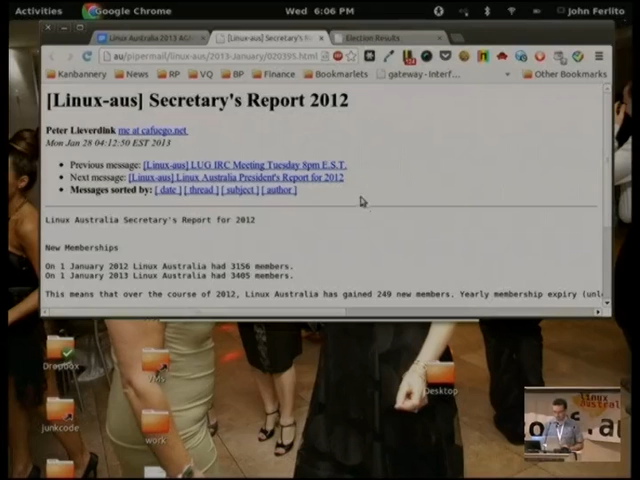 Activities
Google Chrome
Wed 6:06 PM
John Ferlito
Linux Australia 2013 AG
[Linux-aus] Secretary's R
Election Results
au/pipermail/linux-aus/2013-January/020395.html
Kanbannery
News
RP
VQ
BP
Finance
Bookmarklets
gateway - Interf...
Other Bookmarks
[Linux-aus] Secretary's Report 2012
Peter Lieverdink me at cafuego.net
Mon Jan 28 04:12:50 EST 2013
Previous message: [Linux-aus] LUG IRC Meeting Tuesday 8pm E.S.T.
Next message: [Linux-aus] Linux Australia President's Report for 2012
Messages sorted by: [ date ] [ thread ] [ subject ] [ author ]
Linux Australia Secretary's Report for 2012
New Memberships
On 1 January 2012 Linux Australia had 3156 members.
On 1 January 2013 Linux Australia had 3405 members.
This means that over the course of 2012, Linux Australia has gained 249 new members. Yearly membership expiry (unl
Dropbox
junkcode
work
Desktop
linux